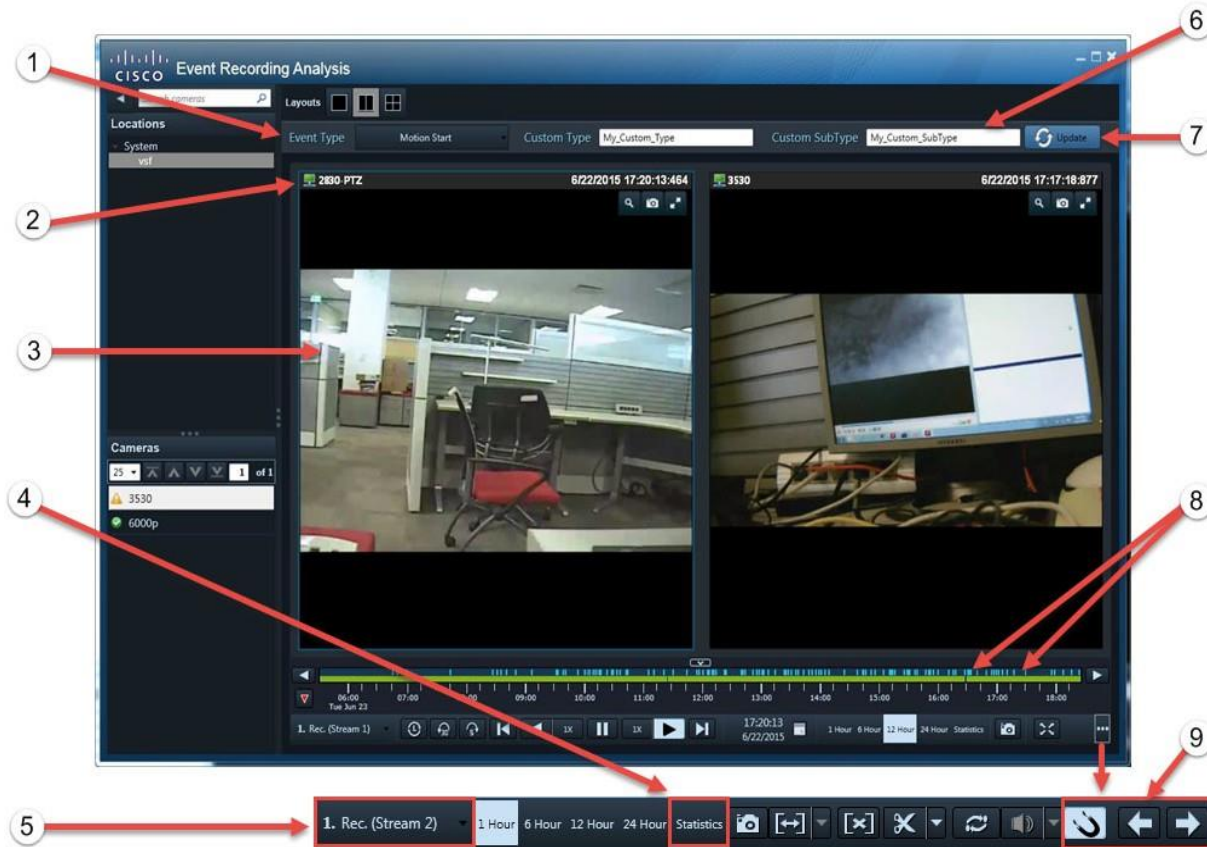 1
6
CISCO Event Recording Analysis
7
Search cameras
Layouts
Locations
Event Type Motion Start Custom Type My_Custom_Type Custom SubType My_Custom_SubType Update
System
vsf
2
2830-PTZ 6/22/2015 17:20:13:464
3530 6/22/2015 17:17:18:877
3
Cameras
25 1 of 1
3530
6000p
4
8
06:00 07:00 09:00 10:00 11:00 12:00 13:00 14:00 15:00 16:00 17:00 18:00
Tue Jun 23
1. Rec. (Stream 1) 1X 1X 17:20:13 1 Hour 6 Hour 12 Hour 24 Hour Statistics
6/22/2015
9
5
1. Rec. (Stream 2) 1 Hour 6 Hour 12 Hour 24 Hour Statistics